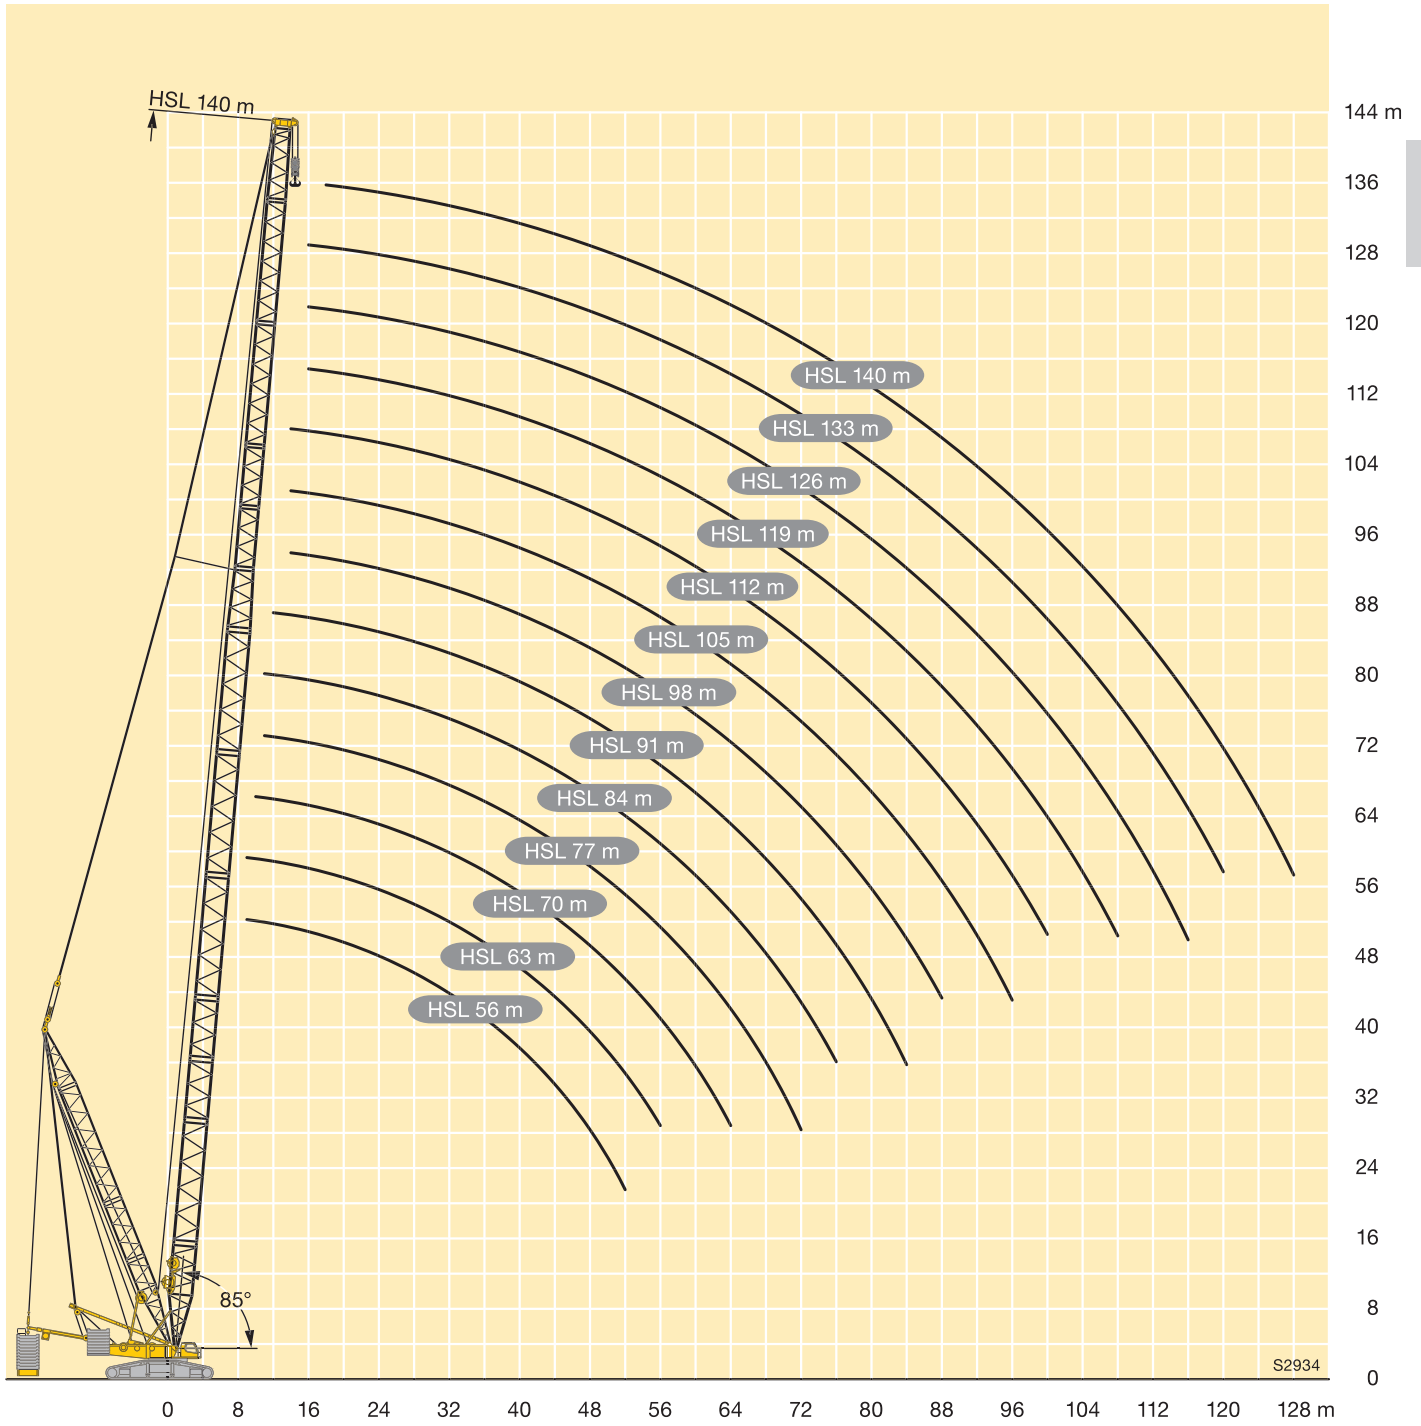 HSL 140 m
144 m
136
128
120
HSL 140 m
112
HSL 133 m
104
HSL 126 m
96
HSL 119 m
88
HSL 112 m
HSL 105 m
80
HSL 98 m
72
HSL 91 m
64
HSL 84 m
HSL 77 m
56
HSL 70 m
48
HSL 63 m
40
HSL 56 m
32
24
16
85°
8
S2934
0
0 8 16 24 32 40 48 56 64 72 80 88 96 104 112 120 128 m